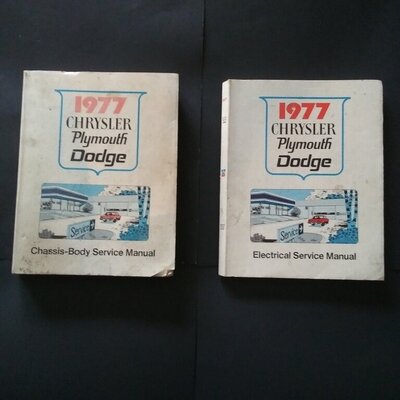 1977
CHRYSLER
Plymouth
Dodge
Service
Chassis-Body Service Manual
1977
CHRYSLER
Plymouth
Dodge
Service
Electrical Service Manual